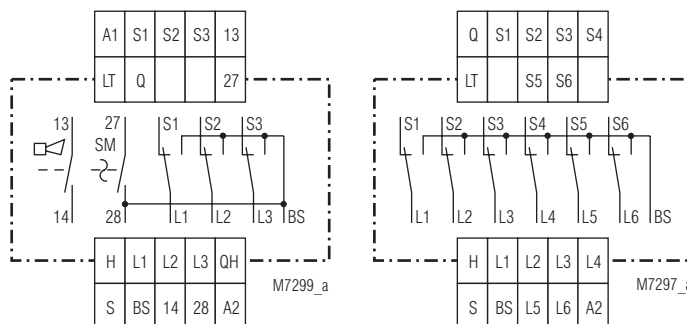 A1 S1 S2 S3 13
LT Q 27
13 27 S1 S2 S3
SM
14 28 L1 L2 L3 BS
H L1 L2 L3 QH
S BS 14 28 A2
M7299_a
Q S1 S2 S3 S4
LT S5 S6
S1 S2 S3 S4 S5 S6
L1 L2 L3 L4 L5 L6 BS
H L1 L2 L3 L4
S BS L5 L6 A2
M7297_a